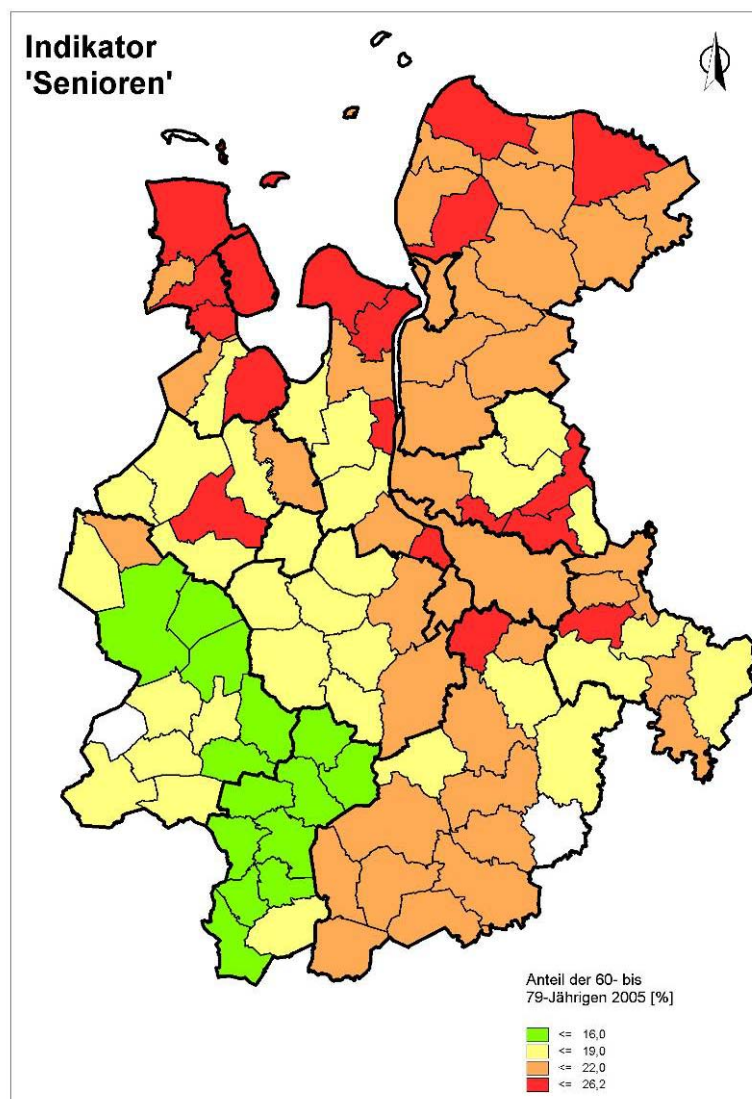 Indikator
'Senioren'
Anteil der 60- bis
79-Jährigen 2005 [%]
<= 16,0
<= 19,0
<= 22,0
<= 26,2